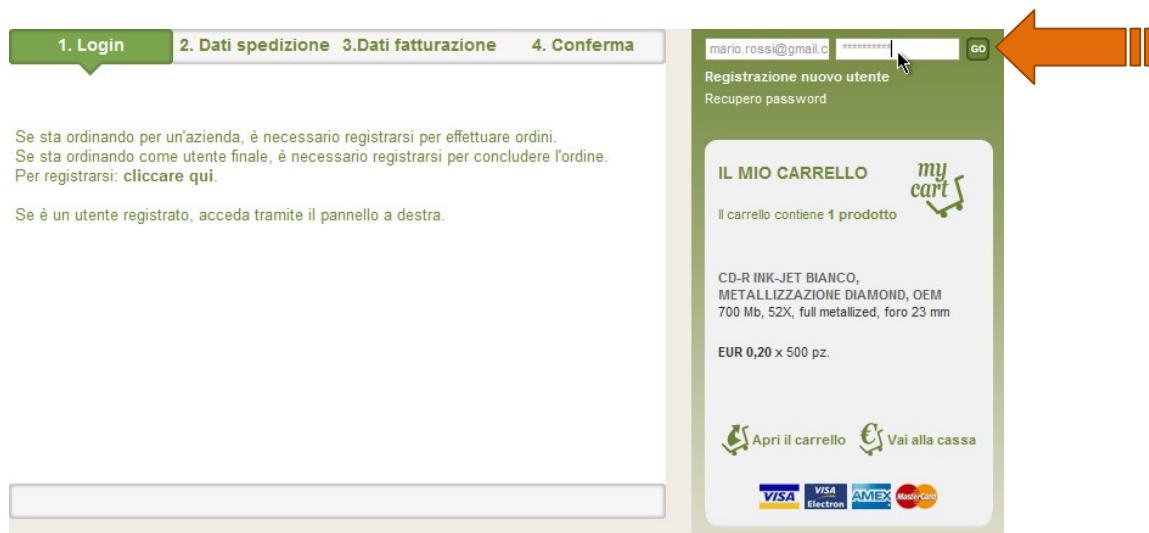 1. Login 2. Dati spedizione 3.Dati fatturazione 4. Conferma
Se sta ordinando per un'azienda, è necessario registrarsi per effettuare ordini.
Se sta ordinando come utente finale, è necessario registrarsi per concludere l'ordine.
Per registrarsi: cliccare qui.
Se è un utente registrato, acceda tramite il pannello a destra.
mario.rossi@gmail.c ********** GO
Registrazione nuovo utente
Recupero password
IL MIO CARRELLO
my
cart
Il carrello contiene 1 prodotto
CD-R INK-JET BIANCO,
METALLIZZAZIONE DIAMOND, OEM
700 Mb, 52X, full metallized, foro 23 mm
EUR 0,20 x 500 pz.
Apri il carrello Vai alla cassa
VISA VISA Electron AMEX MasterCard